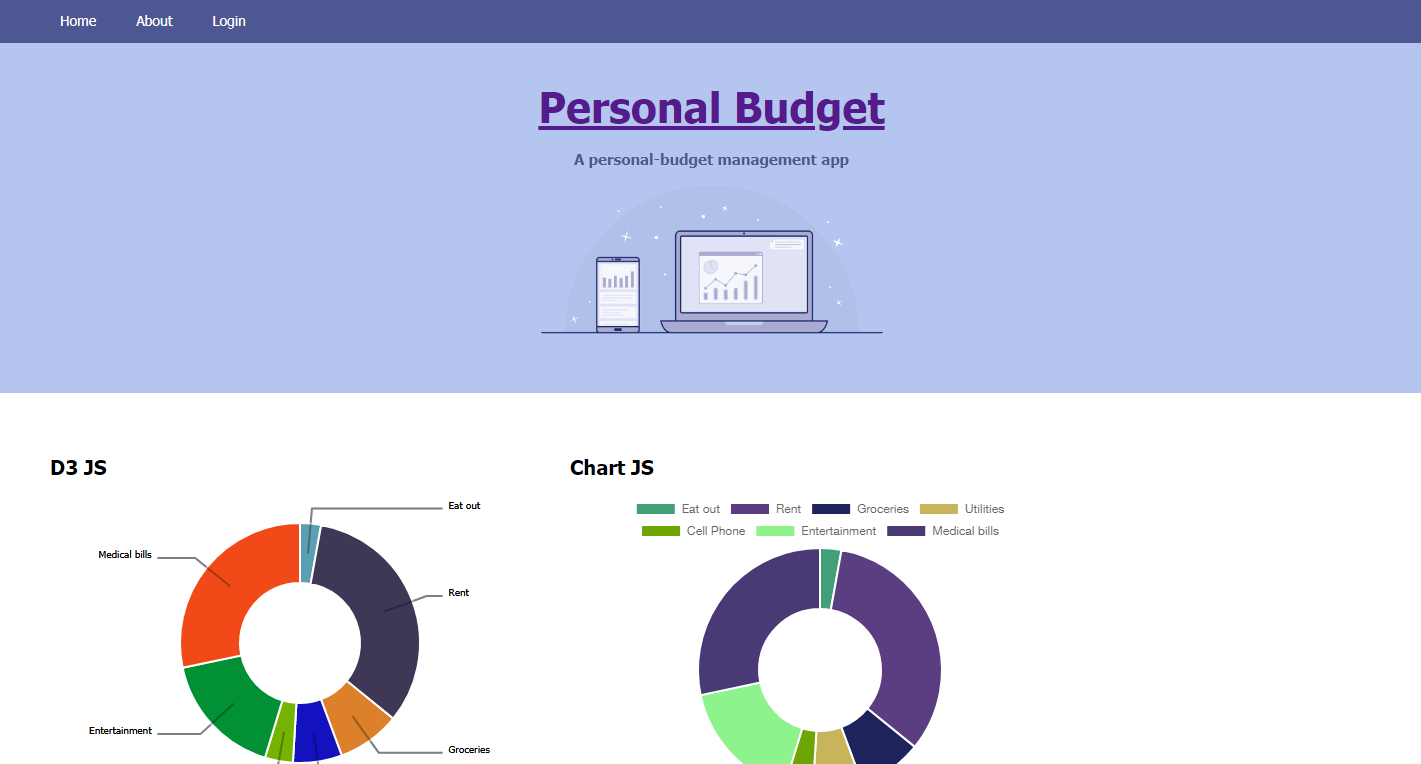 Home About Login
Personal Budget
A personal-budget management app
D3 JS
Eat out
Medical bills
Rent
Entertainment
Groceries
Chart JS
Eat out Rent Groceries Utilities
Cell Phone Entertainment Medical bills